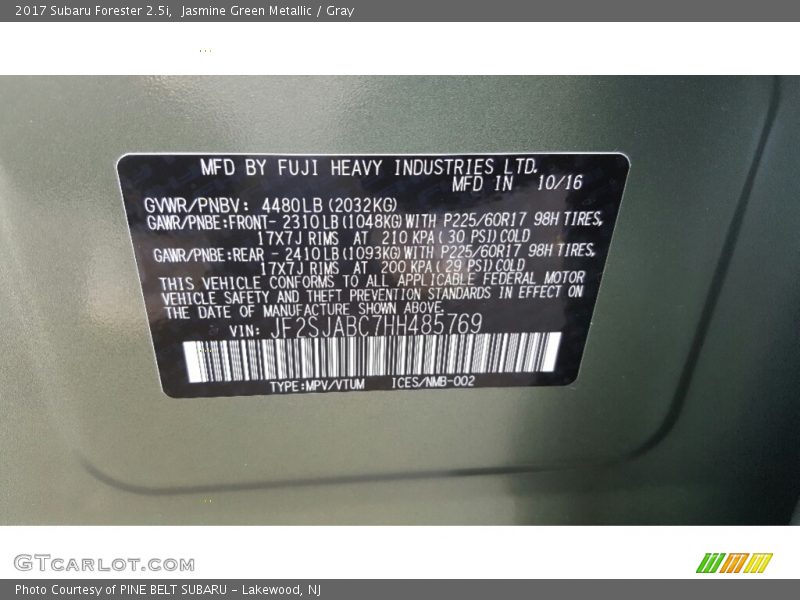 2017 Subaru Forester 2.5i,  Jasmine Green Metallic / Gray
MFD BY FUJI HEAVY INDUSTRIES LTD.
MFD IN 10/16
GVWR/PNBV: 4480LB (2032KG)
GAWR/PNBE:FRONT- 2310LB (1048KG) WITH P225/60R17 98H TIRES,
17X7J RIMS AT 210 KPA ( 30 PSI) COLD
GAWR/PNBE:REAR - 2410LB (1093KG) WITH P225/60R17 98H TIRES,
17X7J RIMS AT 200 KPA ( 29 PSI) COLD
THIS VEHICLE CONFORMS TO ALL APPLICABLE FEDERAL MOTOR
VEHICLE SAFETY AND THEFT PREVENTION STANDARDS IN EFFECT ON
THE DATE OF MANUFACTURE SHOWN ABOVE.
VIN: JF2SJABC7HH485769
TYPE:MPV/VTUM ICES/NMB-002
GTCARLOT.COM
Photo Courtesy of PINE BELT SUBARU - Lakewood, NJ